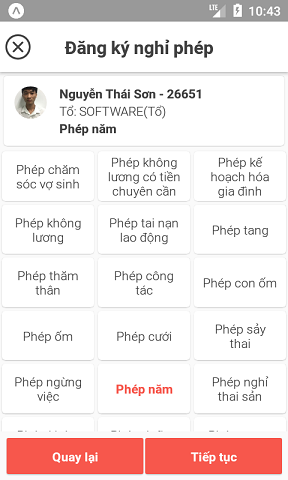 LTE 10:43
Đăng ký nghỉ phép
Nguyễn Thái Sơn - 26651
Tổ: SOFTWARE(Tổ)
Phép năm
Phép chăm
sóc vợ sinh
Phép không
lương có tiền
chuyên cần
Phép kế
hoạch hóa
gia đình
Phép không
lương
Phép tai nạn
lao động
Phép tang
Phép thăm
thân
Phép công
tác
Phép con ốm
Phép ốm
Phép cưới
Phép sảy
thai
Phép ngừng
việc
Phép năm
Phép nghỉ
thai sản
Quay lại
Tiếp tục